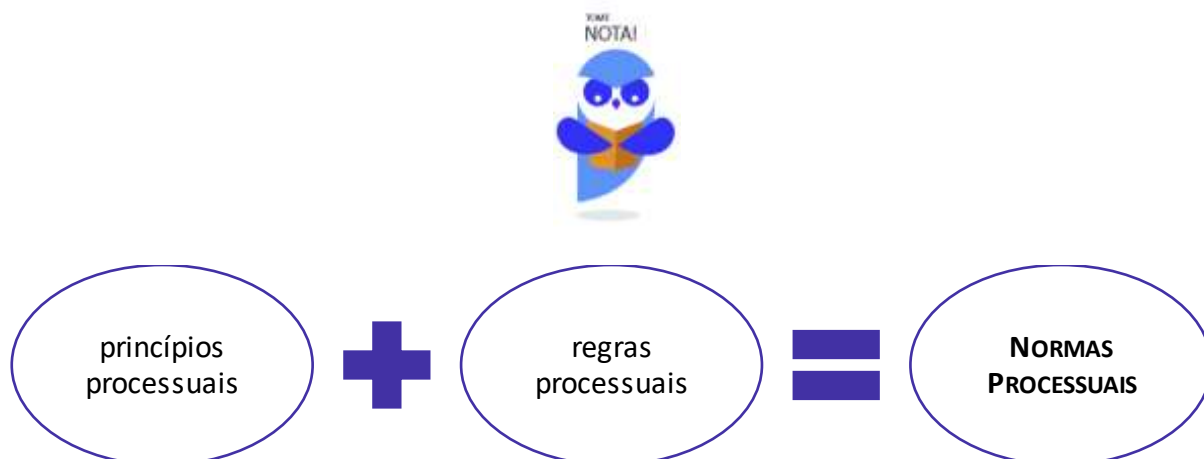 TOME
NOTA!
princípios
processuais
regras
processuais
NORMAS
PROCESSUAIS